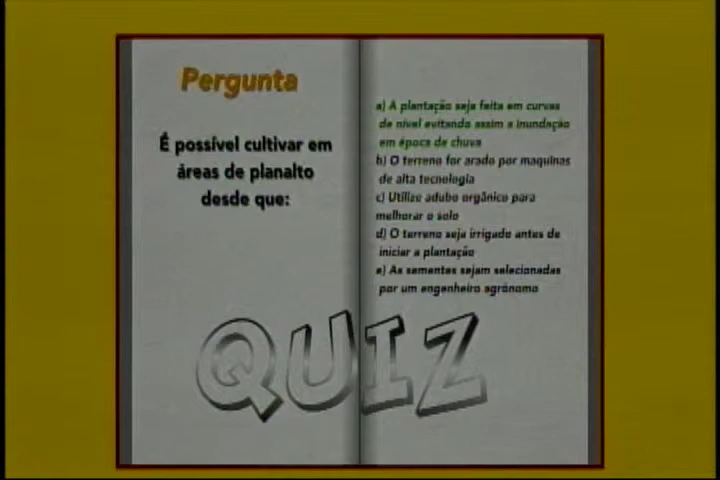 Pergunta
É possível cultivar em
áreas de planalto
desde que:
a) A plantação seja feita em curvas
de nível evitando assim a inundação
em época de chuva
b) O terreno for arado por maquinas
de alta tecnologia
c) Utilize adubo orgânico para
melhorar o solo
d) O terreno seja irrigado antes de
iniciar a plantação
e) As sementes sejam selecionadas
por um engenheiro agrônomo
QUIZ